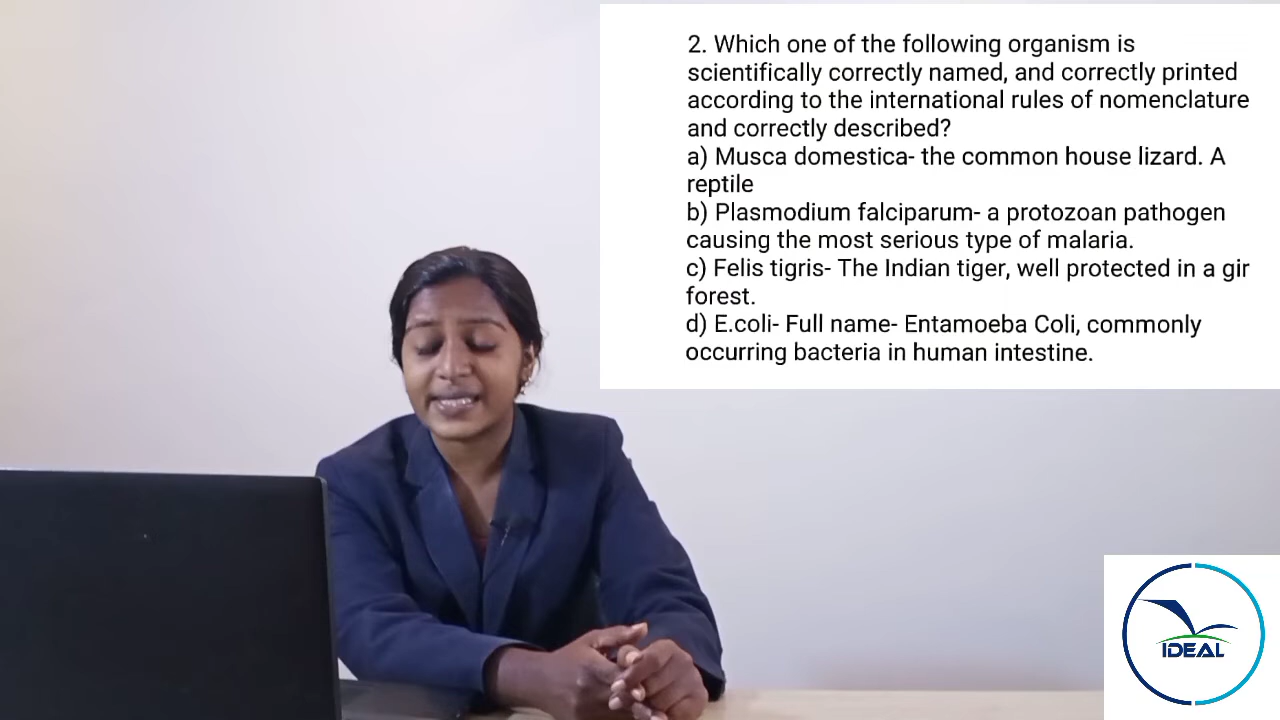 2. Which one of the following organism is
scientifically correctly named, and correctly printed
according to the international rules of nomenclature
and correctly described?
a) Musca domestica- the common house lizard. A
reptile
b) Plasmodium falciparum- a protozoan pathogen
causing the most serious type of malaria.
c) Felis tigris- The Indian tiger, well protected in a gir
forest.
d) E.coli- Full name- Entamoeba Coli, commonly
occurring bacteria in human intestine.
IDEAL